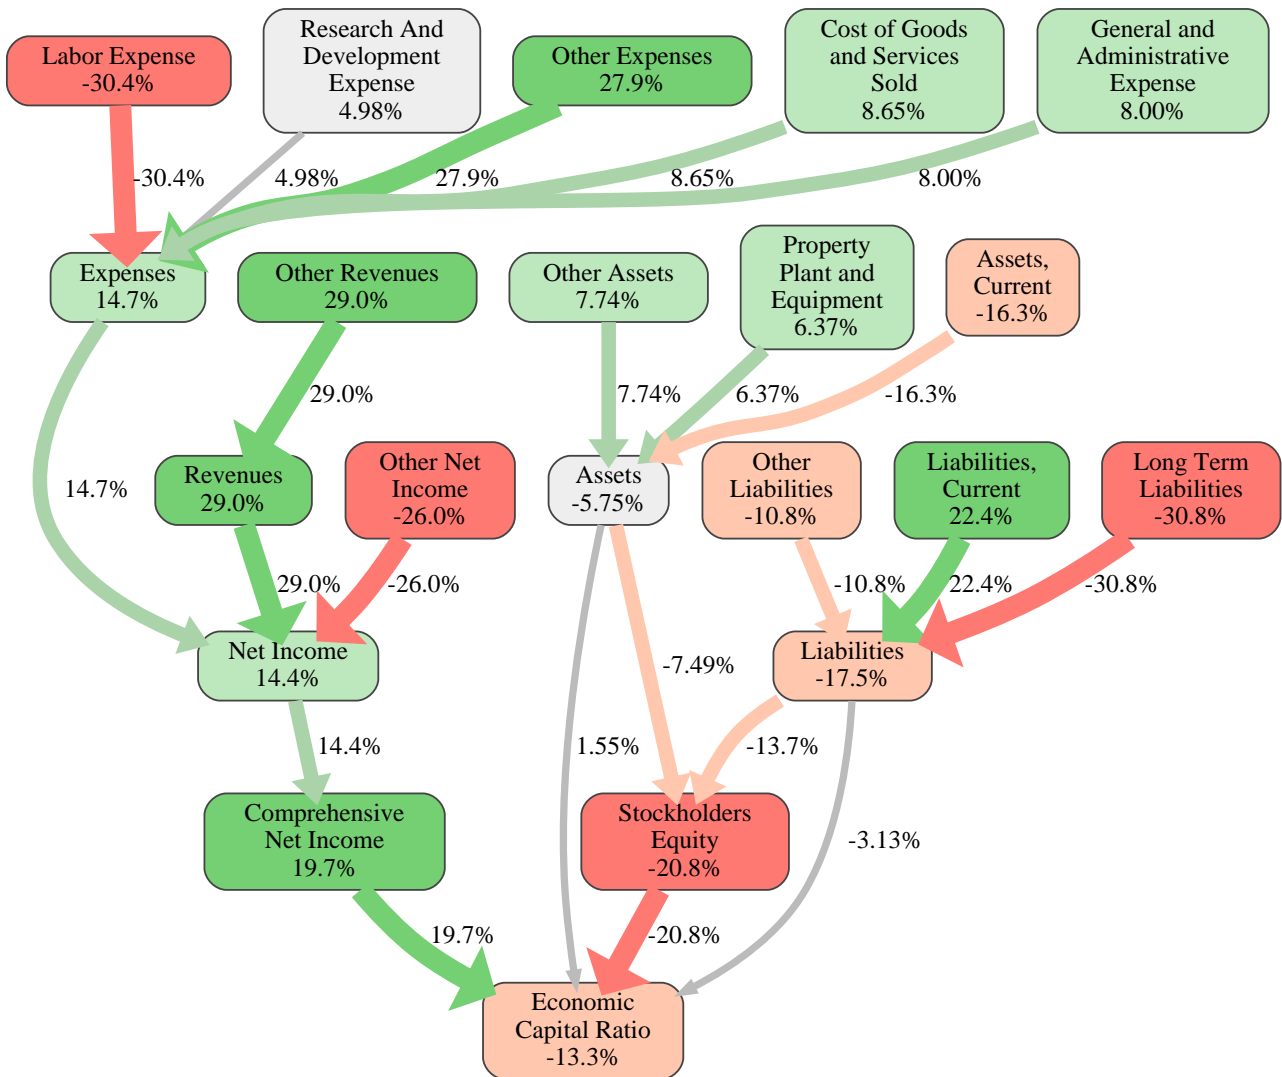 Labor Expense
-30.4%
Research And
Development
Expense
4.98%
Other Expenses
27.9%
Cost of Goods
and Services
Sold
8.65%
General and
Administrative
Expense
8.00%
-30.4%
4.98%
27.9%
8.65%
8.00%
Expenses
14.7%
Other Revenues
29.0%
Other Assets
7.74%
Property
Plant and
Equipment
6.37%
Assets,
Current
-16.3%
29.0%
7.74%
6.37%
-16.3%
14.7%
Revenues
29.0%
Other Net
Income
-26.0%
Assets
-5.75%
Other
Liabilities
-10.8%
Liabilities,
Current
22.4%
Long Term
Liabilities
-30.8%
29.0%
-26.0%
-10.8%
22.4%
-30.8%
Net Income
14.4%
Liabilities
-17.5%
-7.49%
14.4%
1.55%
-13.7%
Comprehensive
Net Income
19.7%
Stockholders
Equity
-20.8%
-3.13%
19.7%
-20.8%
Economic
Capital Ratio
-13.3%